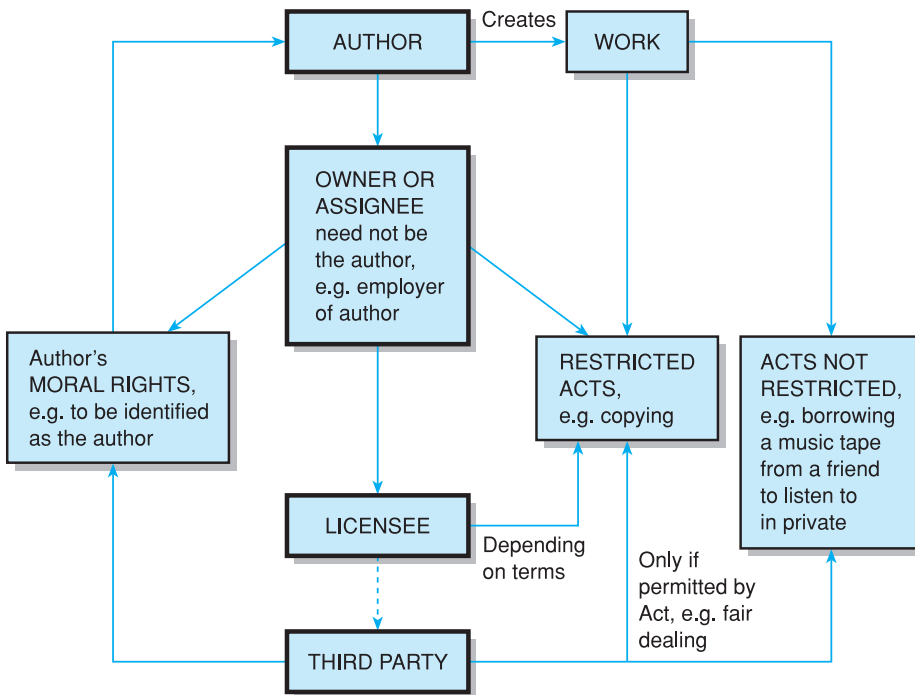 AUTHOR
Creates
WORK
OWNER OR
ASSIGNEE
need not be
the author,
e.g. employer
of author
Author's
MORAL RIGHTS,
e.g. to be identified
as the author
RESTRICTED
ACTS,
e.g. copying
ACTS NOT
RESTRICTED,
e.g. borrowing
a music tape
from a friend
to listen to
in private
LICENSEE
Depending
on terms
Only if
permitted by
Act, e.g. fair
dealing
THIRD PARTY